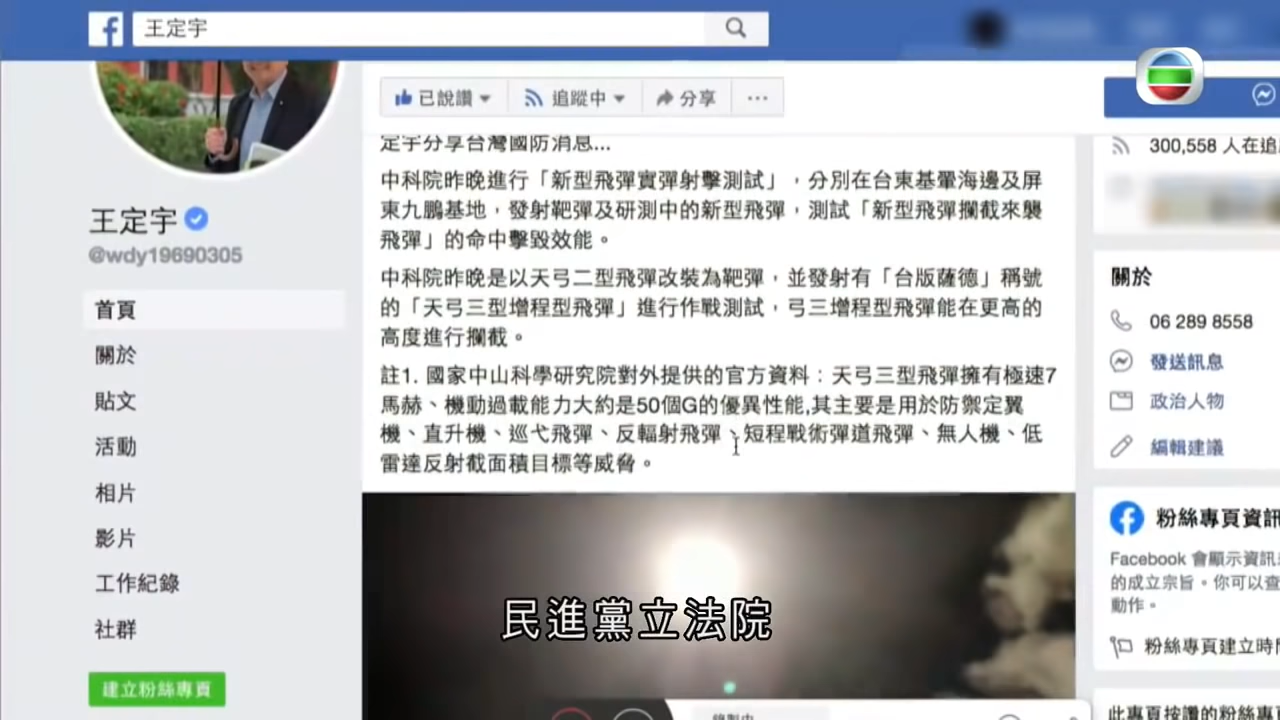 王定宇
已說讚
追蹤中
分享
王定宇
@wdy19690305
首頁
關於
貼文
活動
相片
影片
工作紀錄
社群
建立粉絲專頁
定宇分享台灣國防消息...
中科院昨晚進行「新型飛彈實彈射擊測試」，分別在台東基翬海邊及屏
東九鵬基地，發射靶彈及研測中的新型飛彈，測試「新型飛彈攔截來襲
飛彈」的命中擊毀效能。
中科院昨晚是以天弓二型飛彈改裝為靶彈，並發射有「台版薩德」稱號
的「天弓三型增程型飛彈」進行作戰測試，弓三增程型飛彈能在更高的
高度進行攔截。
註1. 國家中山科學研究院對外提供的官方資料：天弓三型飛彈擁有極速7
馬赫、機動過載能力大約是50個G的優異性能,其主要是用於防禦定翼
機、直升機、巡弋飛彈、反輻射飛彈、短程戰術彈道飛彈、無人機、低
雷達反射截面積目標等威脅。
民進黨立法院
300,558 人在追
關於
06 289 8558
發送訊息
政治人物
編輯建議
粉絲專頁資訊
Facebook 會顯示資訊
的成立宗旨。你可以查
動作。
粉絲專頁建立時間
此專頁按讚的粉絲專